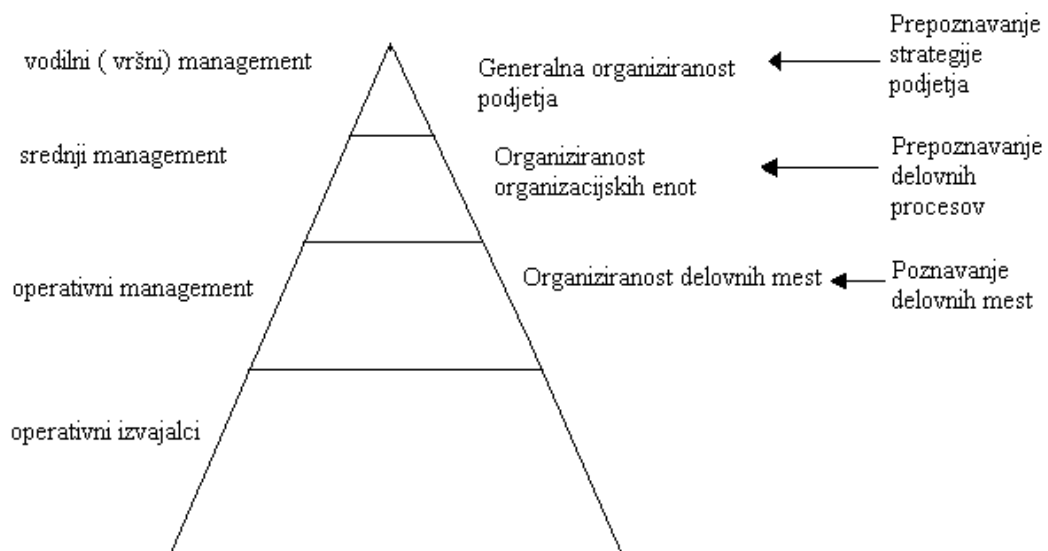 vodilni ( vršni) management
Generalna organiziranost
podjetja
Prepoznavanje
strategije
podjetja
srednji management
Organiziranost
organizacijskih enot
Prepoznavanje
delovnih
procesov
operativni management
Organiziranost delovnih mest
Poznavanje
delovnih mest
operativni izvajalci